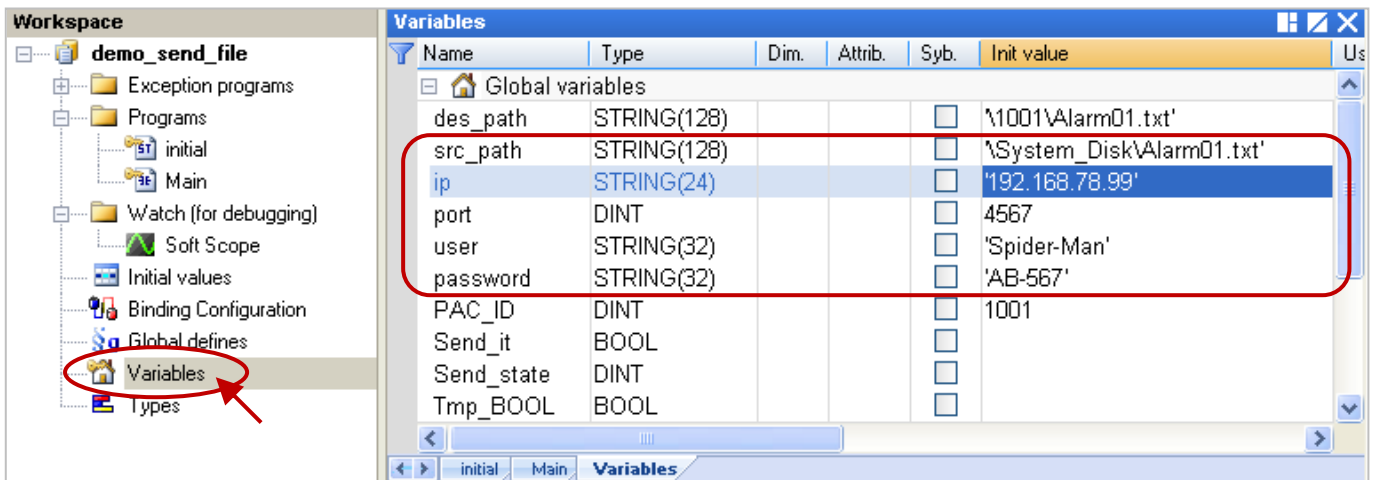 Workspace
demo_send_file
Exception programs
Programs
initial
Main
Watch (for debugging)
Soft Scope
Initial values
Binding Configuration
Global defines
Variables
Types
Variables
Name Type Dim. Attrib. Syb. Init value Us
Global variables
des_path STRING(128) '\1001\Alarm01.txt'
src_path STRING(128) '\System_Disk\Alarm01.txt'
ip STRING(24) '192.168.78.99'
port DINT 4567
user STRING(32) 'Spider-Man'
password STRING(32) 'AB-567'
PAC_ID DINT 1001
Send_it BOOL
Send_state DINT
Tmp_BOOL BOOL
initial Main Variables